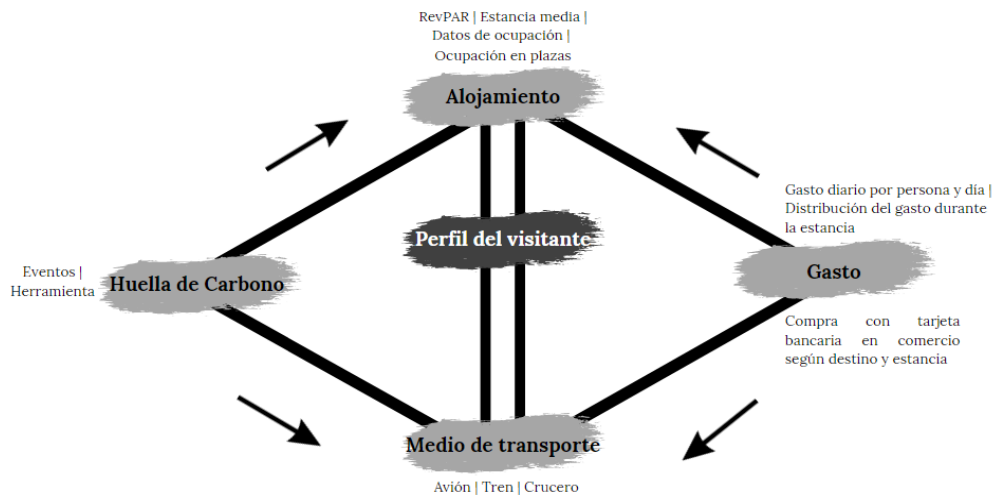 RevPAR | Estancia media |
Datos de ocupación |
Ocupación en plazas
Alojamiento
Gasto diario por persona y día |
Distribución del gasto durante
la estancia
Perfil del visitante
Eventos |
Herramienta
Huella de Carbono
Gasto
Compra con tarjeta
bancaria en comercio
según destino y estancia
Medio de transporte
Avión | Tren | Crucero